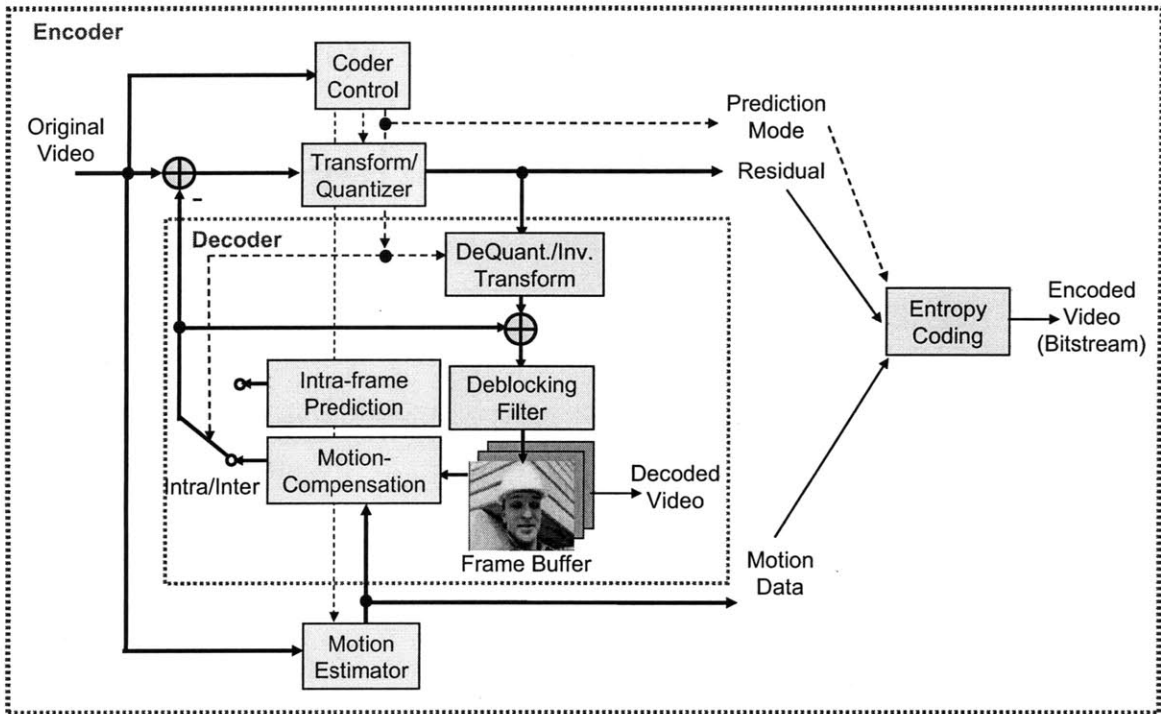 Encoder
Coder
Control
Original
Video
Prediction
Mode
Transform/
Quantizer
Residual
-
Decoder
DeQuant./Inv.
Transform
Entropy
Coding
Encoded
Video
(Bitstream)
Intra-frame
Prediction
Deblocking
Filter
Intra/Inter
Motion-
Compensation
Decoded
Video
Frame Buffer
Motion
Data
Motion
Estimator